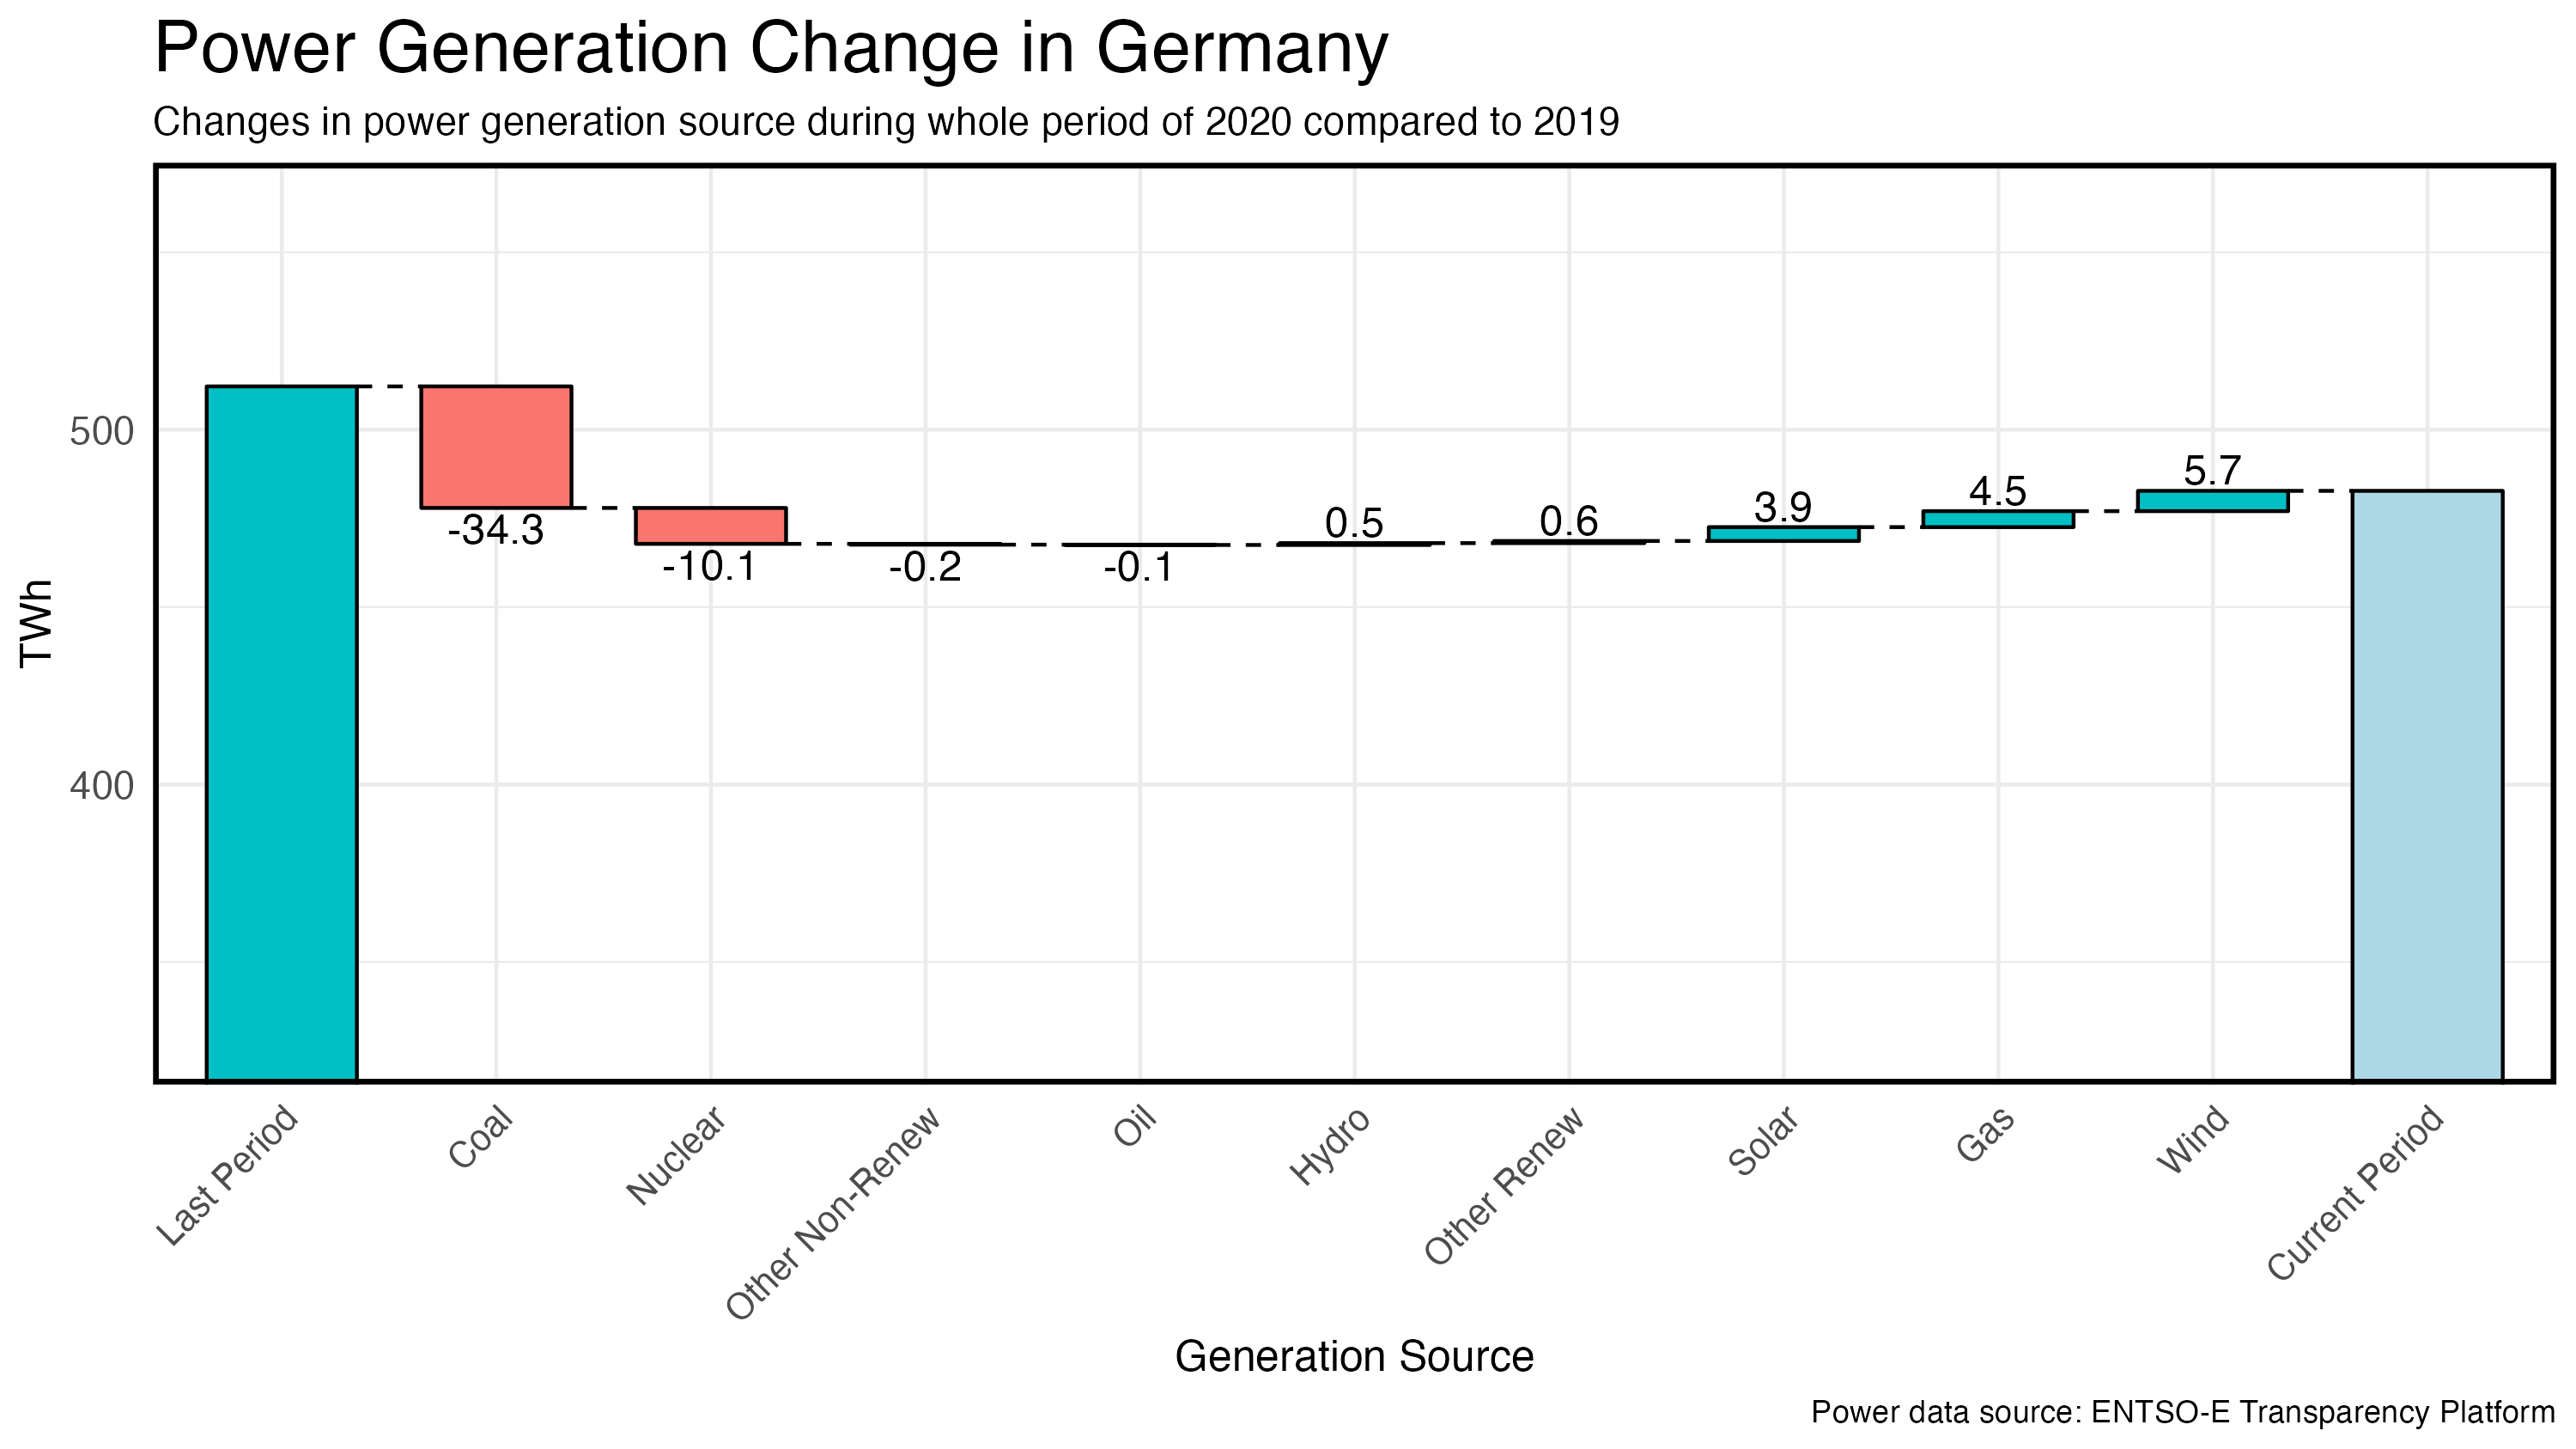 Power Generation Change in Germany
Changes in power generation source during whole period of 2020 compared to 2019
TWh
500
400
-34.3
-10.1
-0.2
-0.1
0.5
0.6
3.9
4.5
5.7
Last Period
Coal
Nuclear
Other Non-Renew
Oil
Hydro
Other Renew
Solar
Gas
Wind
Current Period
Generation Source
Power data source: ENTSO-E Transparency Platform